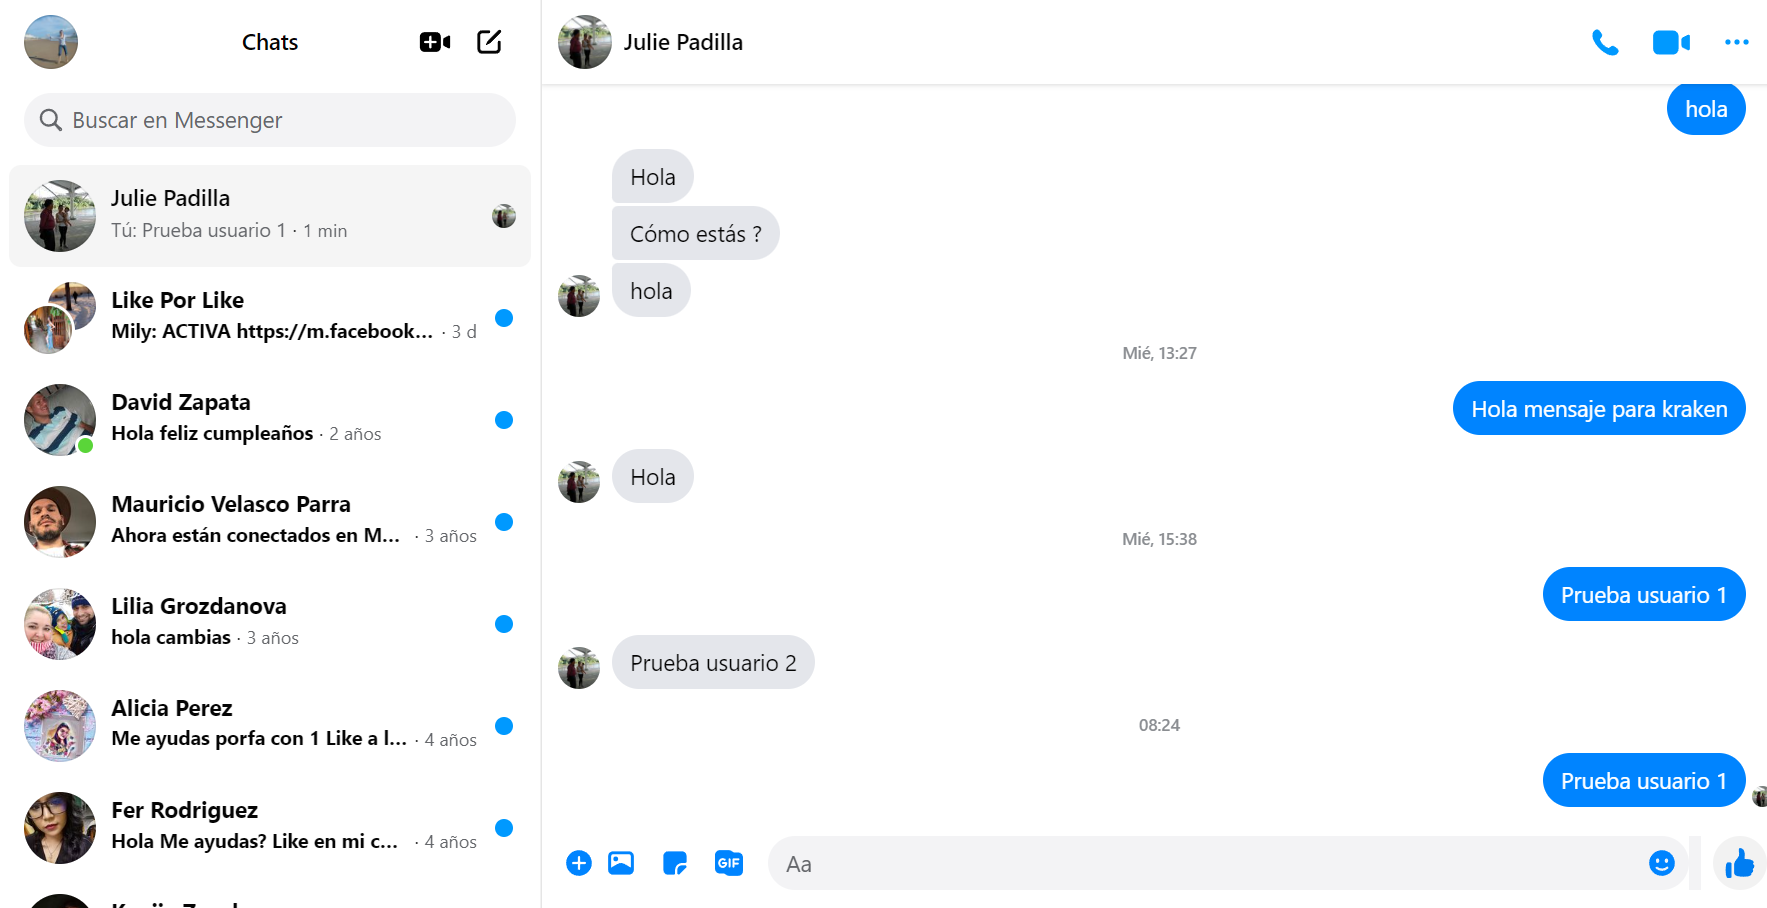 Chats
Buscar en Messenger
Julie Padilla
Tú: Prueba usuario 1 · 1 min
Like Por Like
Mily: ACTIVA https://m.facebook... · 3 d
David Zapata
Hola feliz cumpleaños · 2 años
Mauricio Velasco Parra
Ahora están conectados en M... · 3 años
Lilia Grozdanova
hola cambias · 3 años
Alicia Perez
Me ayudas porfa con 1 Like a l... · 4 años
Fer Rodriguez
Hola Me ayudas? Like en mi c... · 4 años
Julie Padilla
hola
Hola
Cómo estás ?
hola
Mié, 13:27
Hola mensaje para kraken
Hola
Mié, 15:38
Prueba usuario 1
Prueba usuario 2
08:24
Prueba usuario 1
GIF
Aa